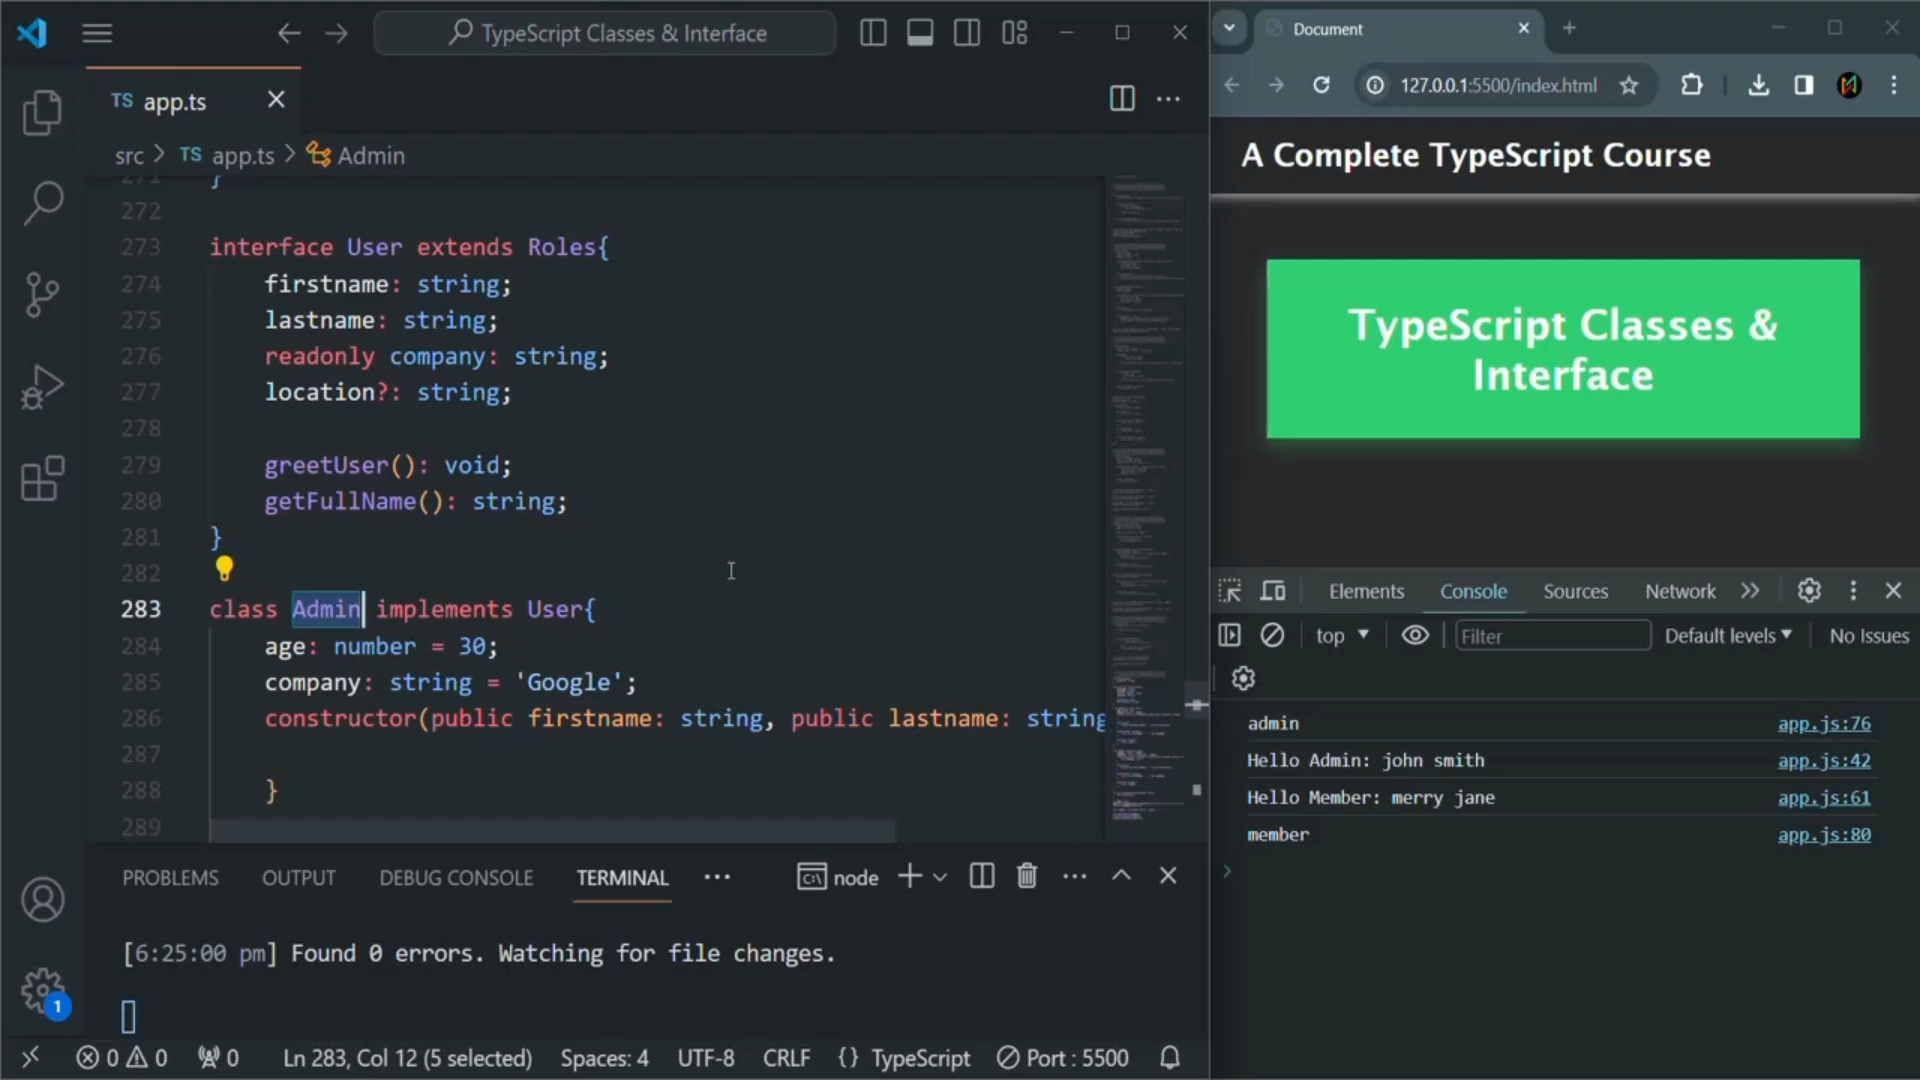 TypeScript Classes & Interface
TS app.ts
src > TS app.ts > Admin
271 }
272
273 interface User extends Roles{
274 firstname: string;
275 lastname: string;
276 readonly company: string;
277 location?: string;
278
279 greetUser(): void;
280 getFullName(): string;
281 }
282
283 class Admin implements User{
284 age: number = 30;
285 company: string = 'Google';
286 constructor(public firstname: string, public lastname: string
287
288 }
289
PROBLEMS OUTPUT DEBUG CONSOLE TERMINAL ... node
[6:25:00 pm] Found 0 errors. Watching for file changes.
1
0 0 0 Ln 283, Col 12 (5 selected) Spaces: 4 UTF-8 CRLF {} TypeScript Port : 5500
Document
127.0.0.1:5500/index.html
A Complete TypeScript Course
TypeScript Classes &
Interface
Elements Console Sources Network
top Filter Default levels No Issues
admin app.js:76
Hello Admin: john smith app.js:42
Hello Member: merry jane app.js:61
member app.js:80